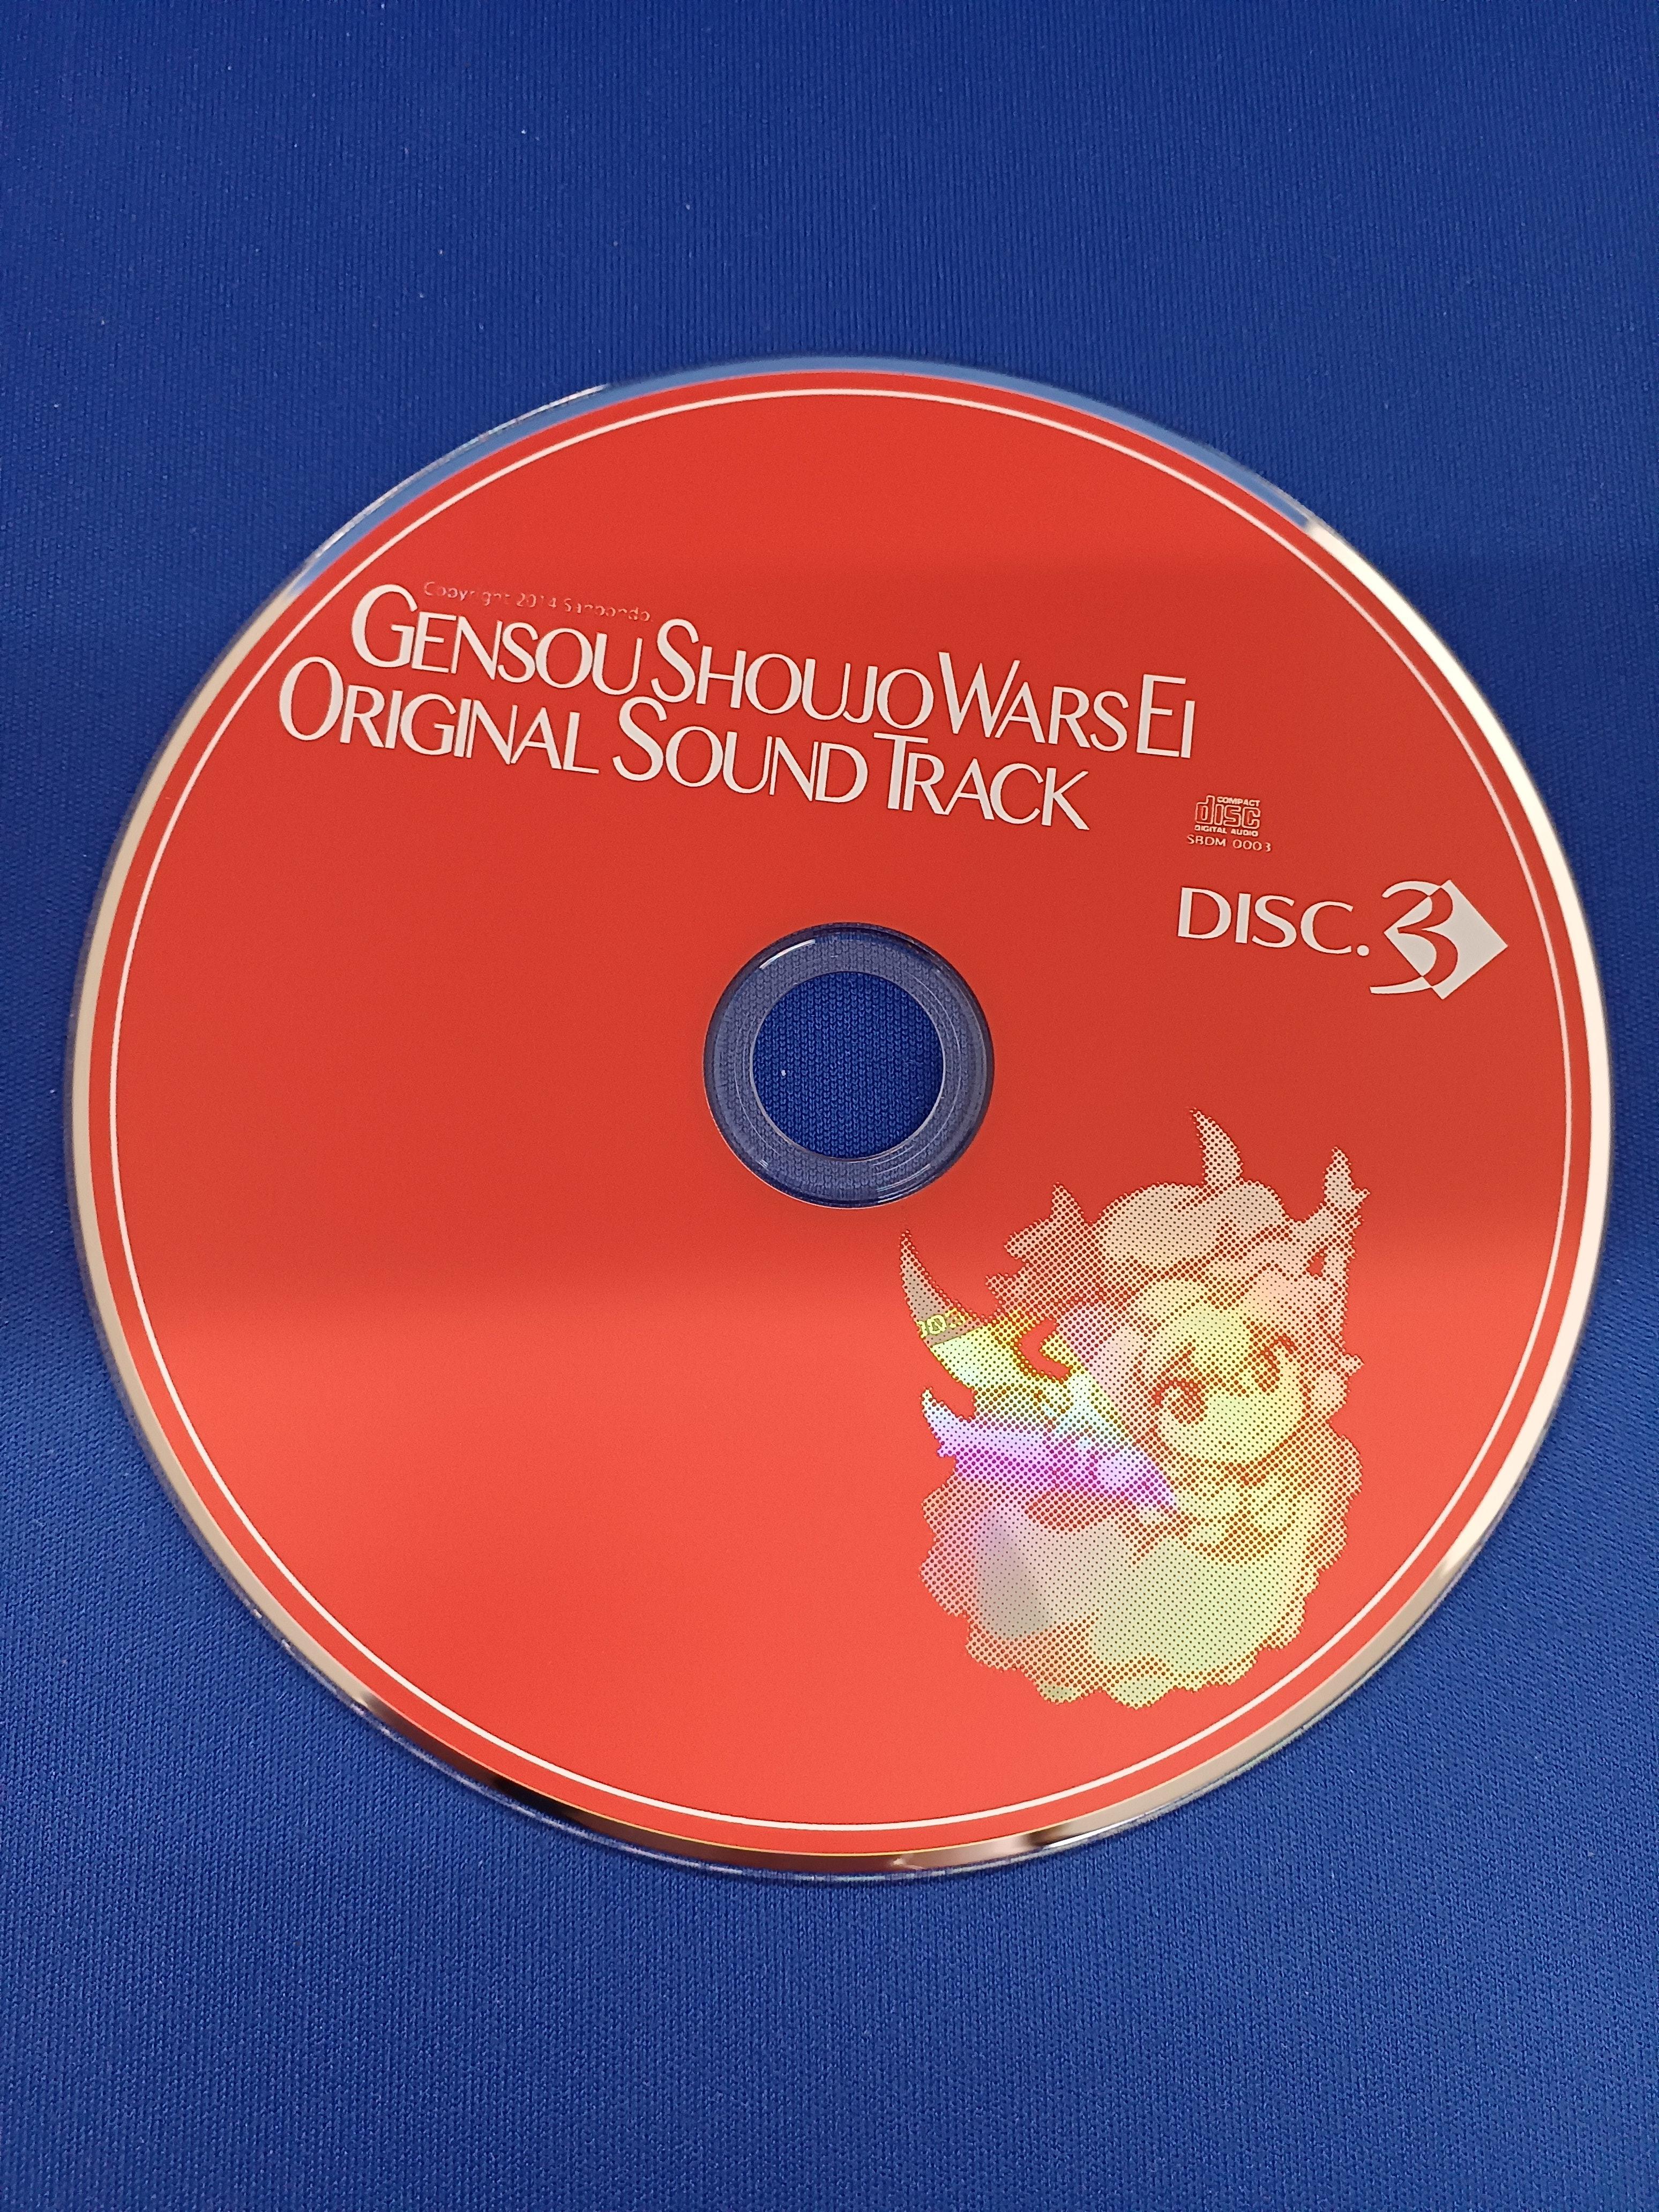 Copyright 2014 Sanbondo
GENSOU SHOUJO WARS EI
ORIGINAL SOUND TRACK
COMPACT
disc
DIGITAL AUDIO
SBDM 0003
DISC.3